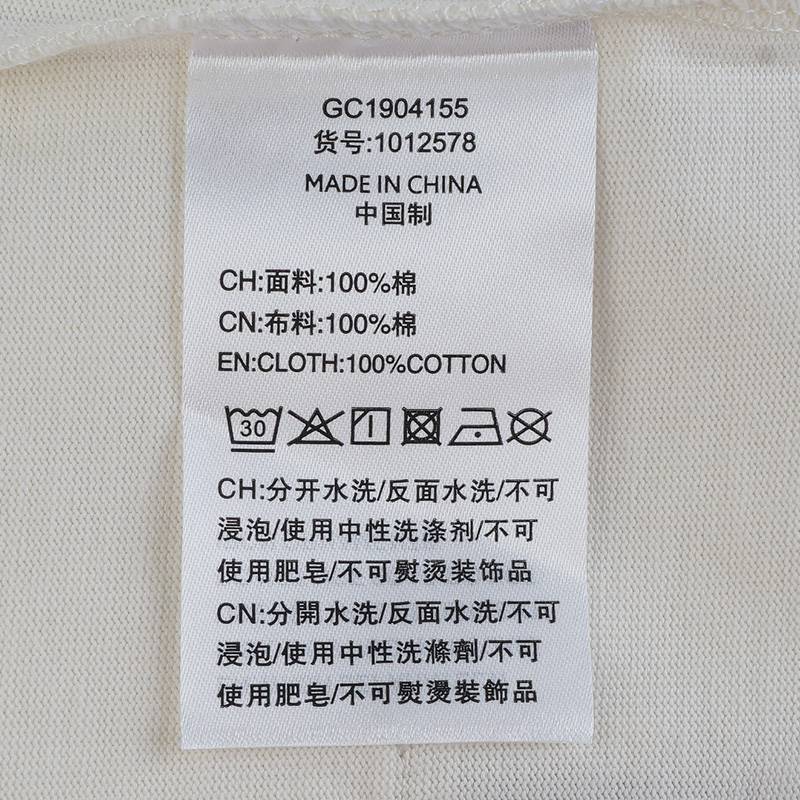 GC1904155
货号:1012578
MADE IN CHINA
中国制
CH:面料:100%棉
CN:布料:100%棉
EN:CLOTH:100%COTTON
30
CH:分开水洗/反面水洗/不可
浸泡/使用中性洗涤剂/不可
使用肥皂/不可熨烫装饰品
CN:分開水洗/反面水洗/不可
浸泡/使用中性洗滌劑/不可
使用肥皂/不可熨燙裝飾品